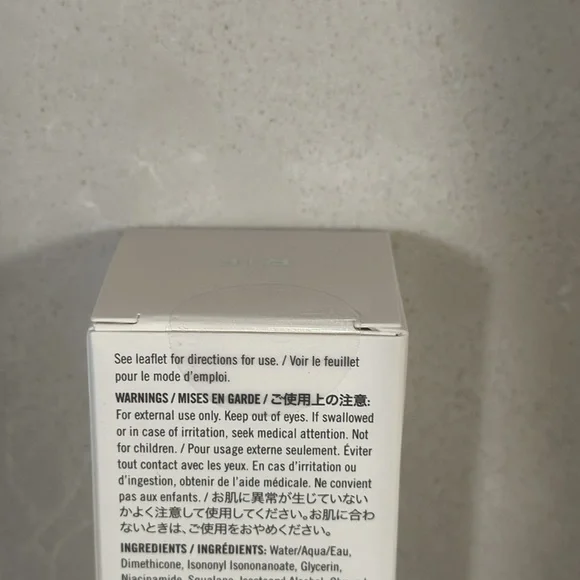 See leaflet for directions for use. / Voir le feuillet
pour le mode d'emploi.
WARNINGS / MISES EN GARDE / ご使用上の注意:
For external use only. Keep out of eyes. If swallowed
or in case of irritation, seek medical attention. Not
for children. / Pour usage externe seulement. Éviter
tout contact avec les yeux. En cas d'irritation ou
d'ingestion, obtenir de l'aide médicale. Ne convient
pas aux enfants. / お肌に異常が生じていない
かよく注意して使用してください。お肌に合わ
ないときは、ご使用をおやめください。
INGREDIENTS / INGRÉDIENTS: Water/Aqua/Eau,
Dimethicone, Isononyl Isononanoate, Glycerin,
Niacinamide, Squalane, Isostearyl Alcohol,